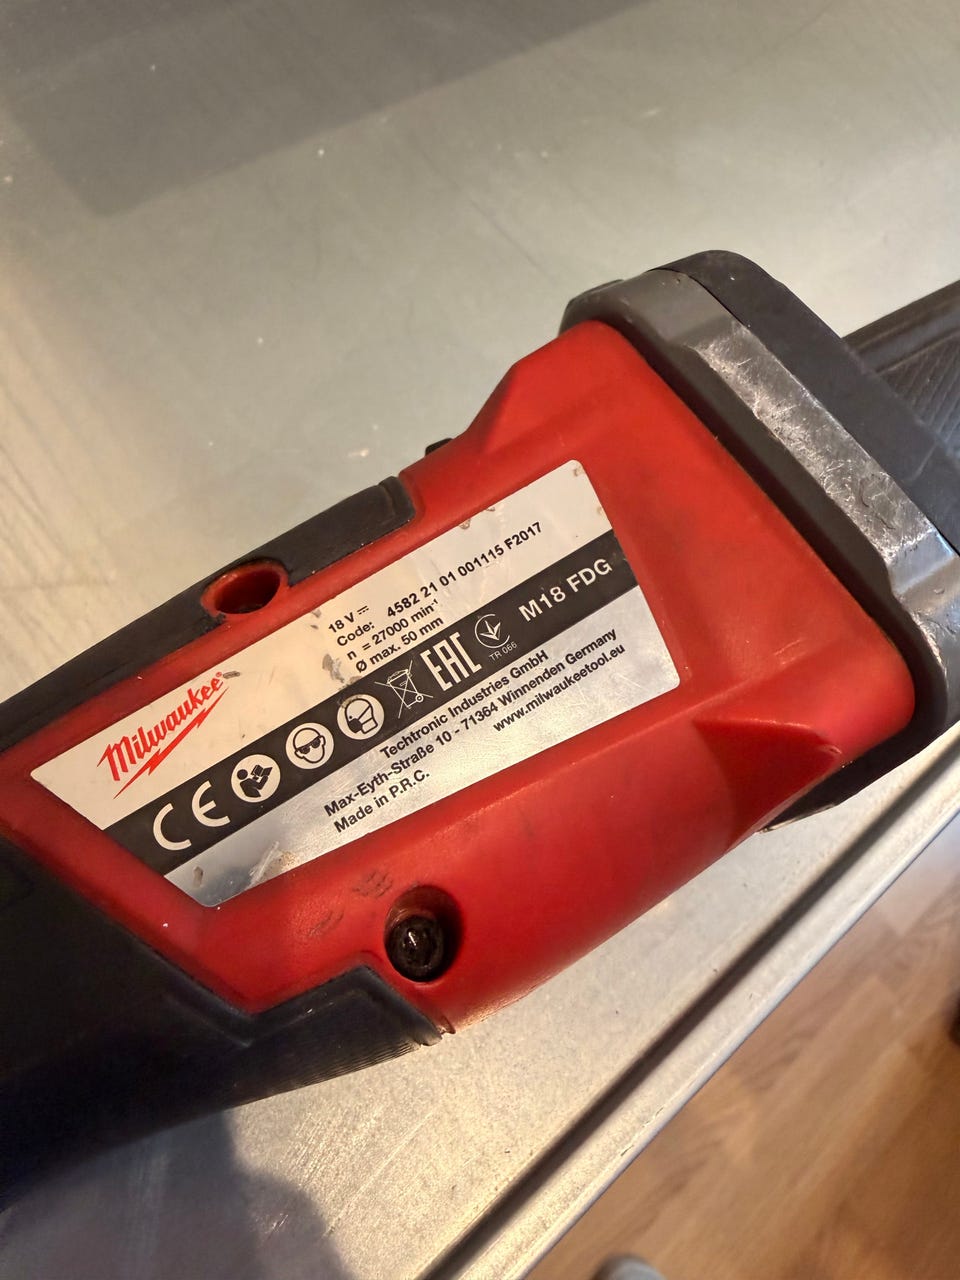 18 V ⎓
Code: 4582 21 01 001115 F2017
n = 27000 min⁻¹
Ø max. 50 mm
Milwaukee®
CE EAC TR 066 M18 FDG
Techtronic Industries GmbH
Max-Eyth-Straße 10 - 71364 Winnenden Germany
Made in P.R.C. www.milwaukeetool.eu